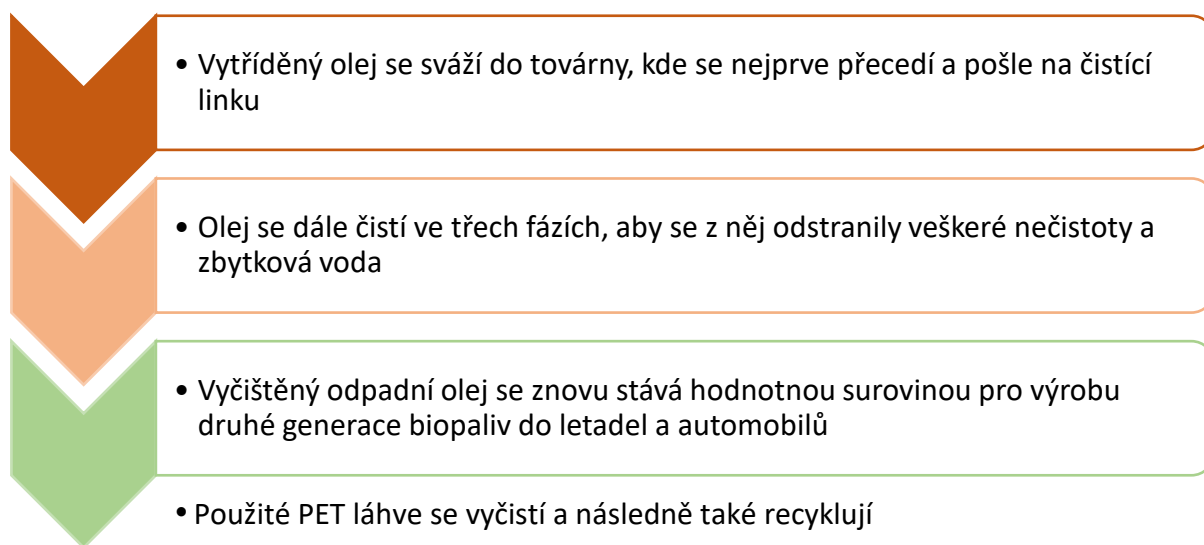 • Vytříděný olej se sváží do továrny, kde se nejprve přecedí a pošle na čistící
linku
• Olej se dále čistí ve třech fázích, aby se z něj odstranily veškeré nečistoty a
zbytková voda
• Vyčištěný odpadní olej se znovu stává hodnotnou surovinou pro výrobu
druhé generace biopaliv do letadel a automobilů
• Použité PET láhve se vyčistí a následně také recyklují